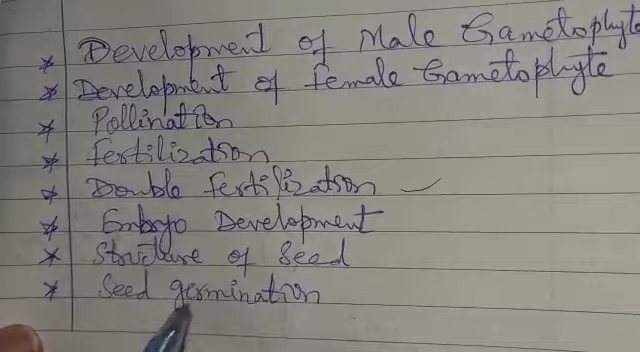 * Development of Male Gametophyte
* Development of Female Gametophyte
* Pollination
* Fertilization
* Double Fertilization ✓
* Embryo Development
* Structure of Seed
* Seed germination